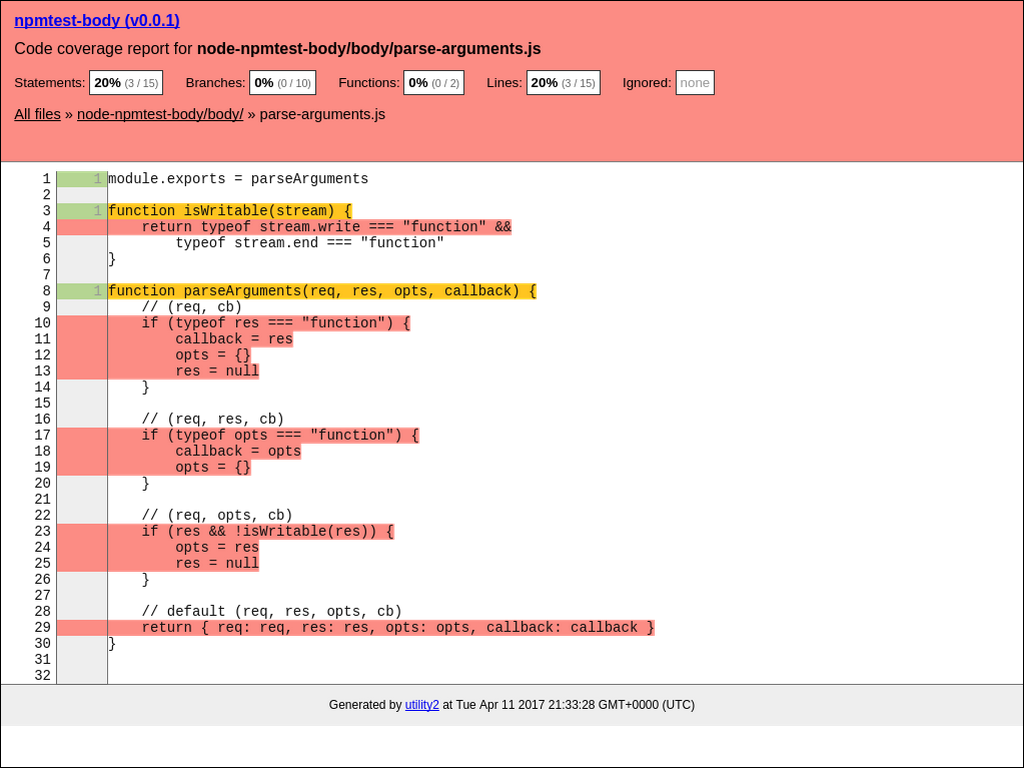 npmtest-body (v0.0.1)
Code coverage report for node-npmtest-body/body/parse-arguments.js
Statements: 20% (3 / 15) Branches: 0% (0 / 10) Functions: 0% (0 / 2) Lines: 20% (3 / 15) Ignored: none
All files » node-npmtest-body/body/ » parse-arguments.js
1 1 module.exports = parseArguments
2
3 1 function isWritable(stream) {
4     return typeof stream.write === "function" &&
5         typeof stream.end === "function"
6 }
7
8 1 function parseArguments(req, res, opts, callback) {
9     // (req, cb)
10     if (typeof res === "function") {
11         callback = res
12         opts = {}
13         res = null
14     }
15
16     // (req, res, cb)
17     if (typeof opts === "function") {
18         callback = opts
19         opts = {}
20     }
21
22     // (req, opts, cb)
23     if (res && !isWritable(res)) {
24         opts = res
25         res = null
26     }
27
28     // default (req, res, opts, cb)
29     return { req: req, res: res, opts: opts, callback: callback }
30 }
31
32
Generated by utility2 at Tue Apr 11 2017 21:33:28 GMT+0000 (UTC)